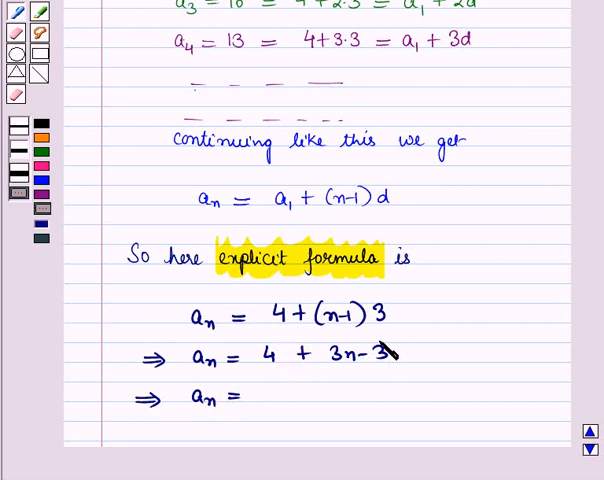 a₃ = 10 = 4+2·3 = a₁ + 2d
a₄ = 13 = 4+3·3 = a₁ + 3d
continuing like this we get
aₙ = a₁ + (n-1) d
So here explicit formula is
aₙ = 4 + (n-1) 3
⇒ aₙ = 4 + 3n - 3
⇒ aₙ =